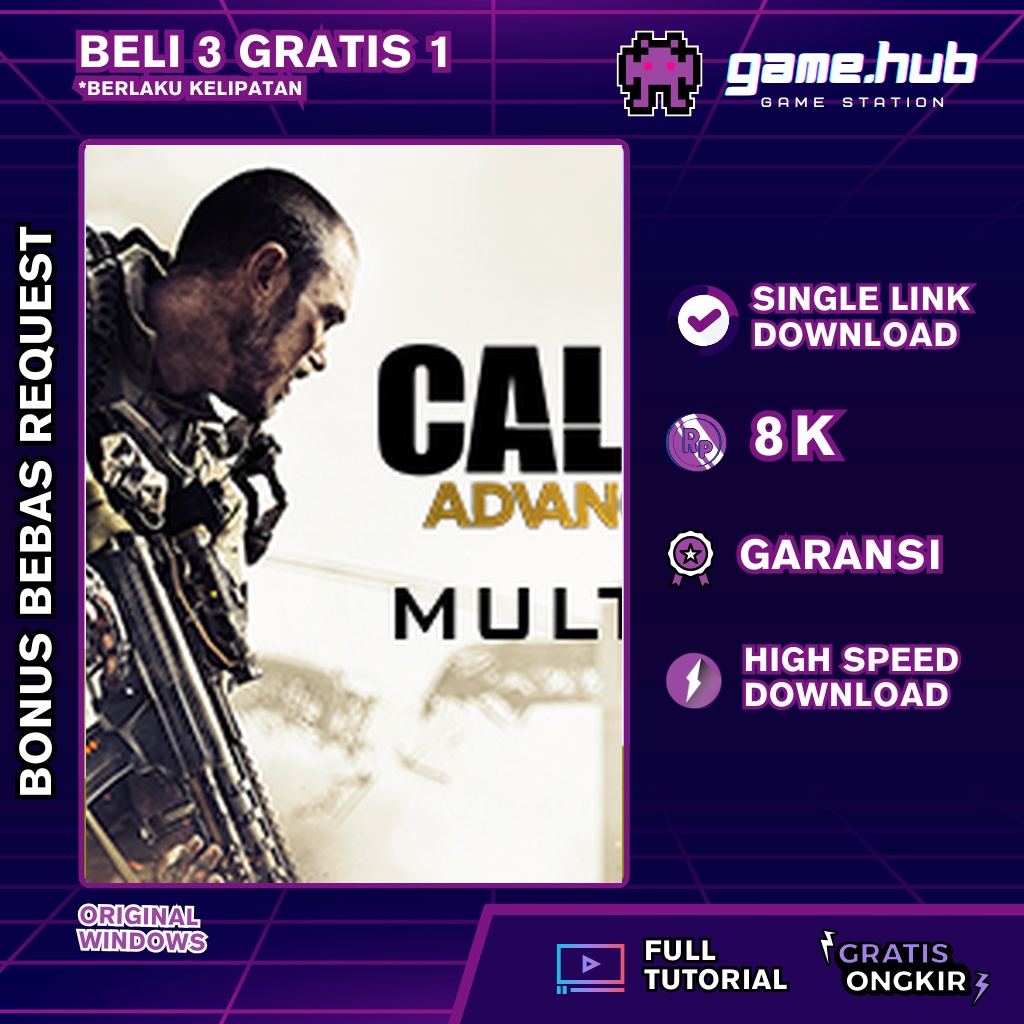 BELI 3 GRATIS 1
*BERLAKU KELIPATAN
game.hub
GAME STATION
BONUS BEBAS REQUEST
CAL
ADVAN
MULT
SINGLE LINK
DOWNLOAD
Rp
8K
GARANSI
HIGH SPEED
DOWNLOAD
ORIGINAL
WINDOWS
FULL
TUTORIAL
GRATIS
ONGKIR